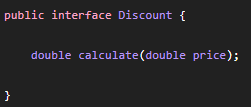 public interface Discount {
double calculate(double price);
}